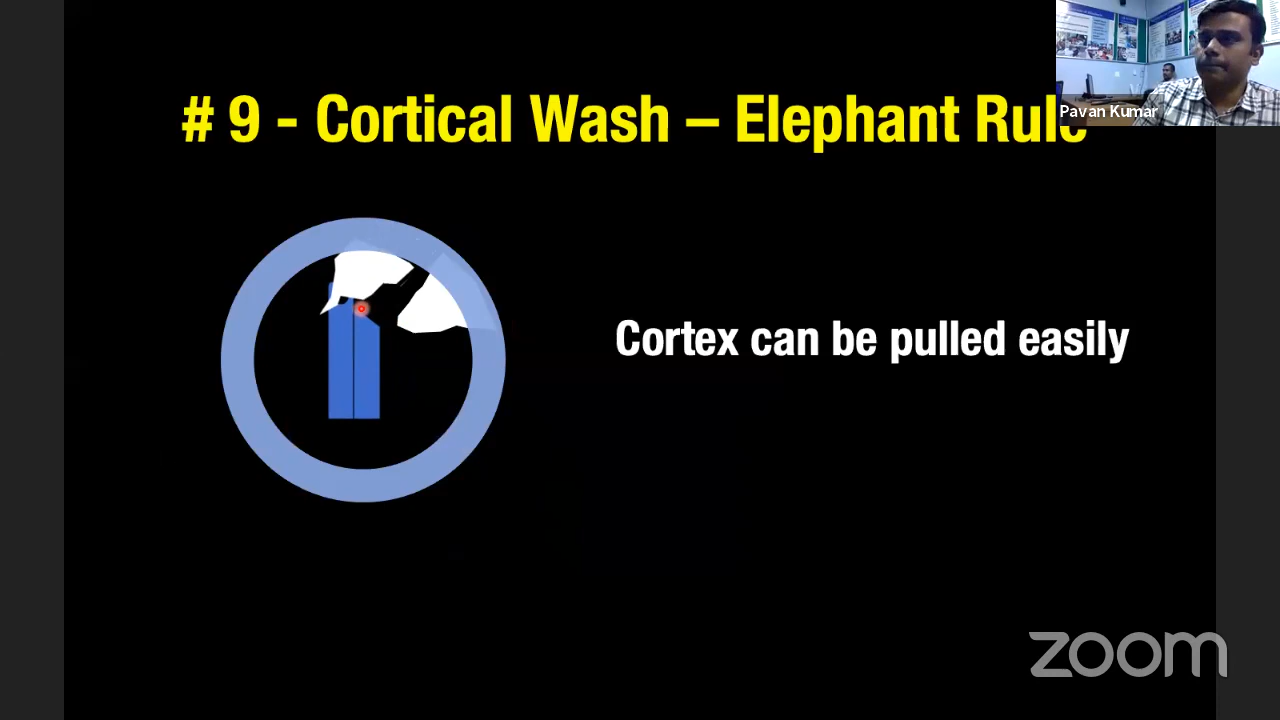 # 9 - Cortical Wash – Elephant Rule
Pavan Kumar
Cortex can be pulled easily
zoom